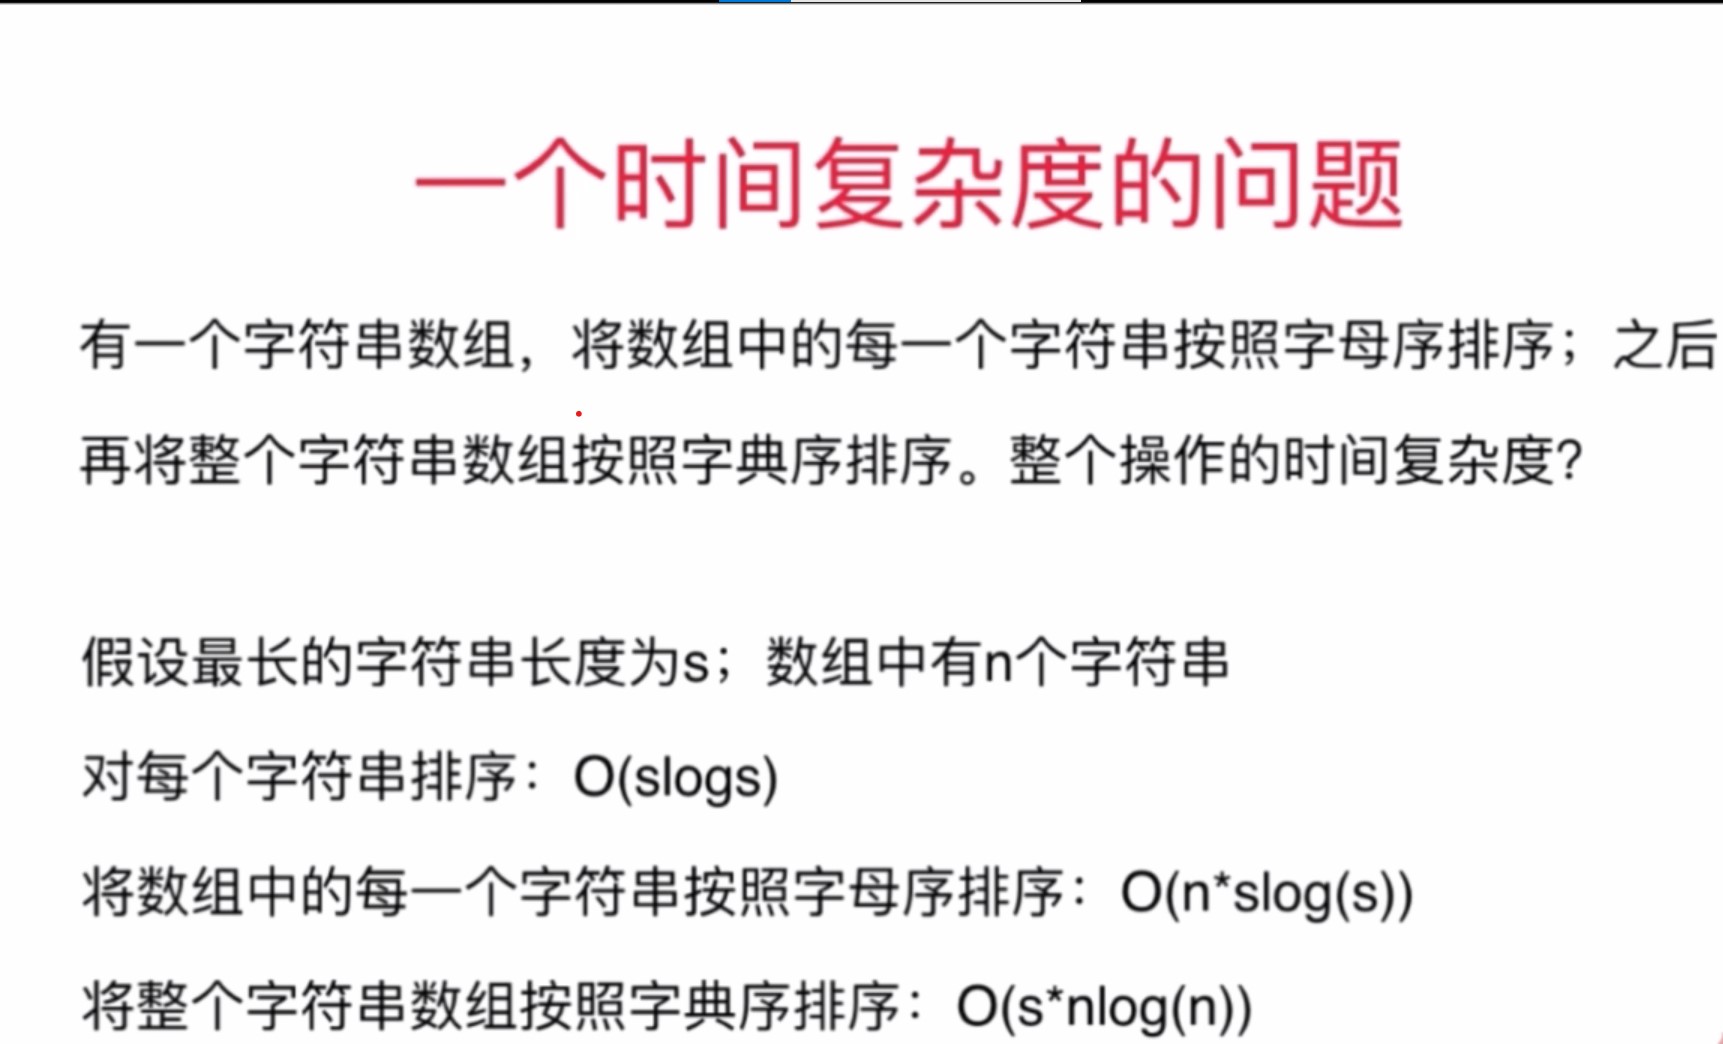 一个时间复杂度的问题
有一个字符串数组，将数组中的每一个字符串按照字母序排序；之后
再将整个字符串数组按照字典序排序。整个操作的时间复杂度？
假设最长的字符串长度为s；数组中有n个字符串
对每个字符串排序：O(slogs)
将数组中的每一个字符串按照字母序排序：O(n*slog(s))
将整个字符串数组按照字典序排序：O(s*nlog(n))